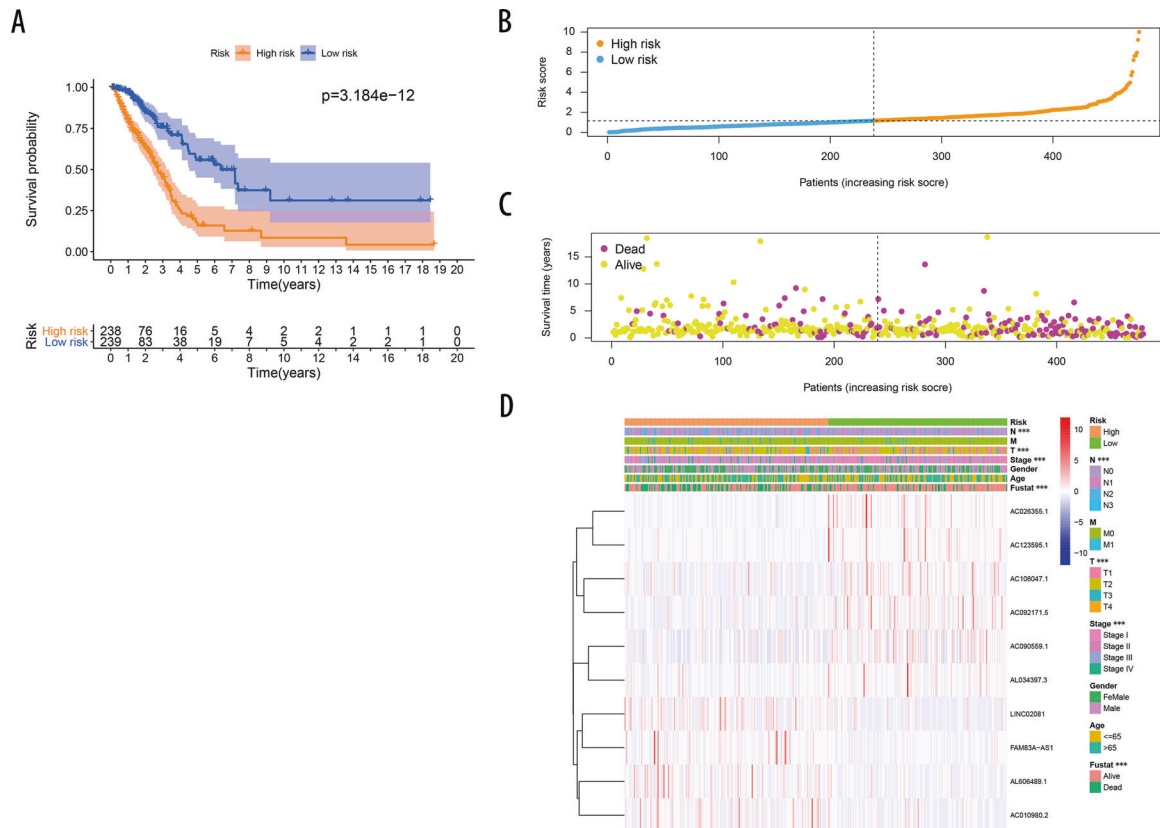 A
Risk High risk Low risk
p=3.184e−12
Survival probability
1.00
0.75
0.50
0.25
0.00
0 1 2 3 4 5 6 7 8 9 10 11 12 13 14 15 16 17 18 19 20
Time(years)
Risk
High risk 238 76 16 5 4 2 2 1 1 1 0
Low risk 239 83 38 19 7 5 4 2 2 1 0
0 2 4 6 8 10 12 14 16 18 20
Time(years)
B
Risk score
10
8
6
4
2
0
High risk
Low risk
0 100 200 300 400
Patients (increasing risk socre)
C
Survival time (years)
15
10
5
0
Dead
Alive
0 100 200 300 400
Patients (increasing risk socre)
D
Risk
N ***
M
T ***
Stage ***
Gender
Age
Fustat ***
AC026355.1
AC123595.1
AC106047.1
AC092171.5
AC090559.1
AL034397.3
LINC02081
FAM83A−AS1
AL606489.1
AC010980.2
10
5
0
−5
−10
Risk
High
Low
N ***
N0
N1
N2
N3
M
M0
M1
T ***
T1
T2
T3
T4
Stage ***
Stage I
Stage II
Stage III
Stage IV
Gender
FeMale
Male
Age
<=65
>65
Fustat ***
Alive
Dead